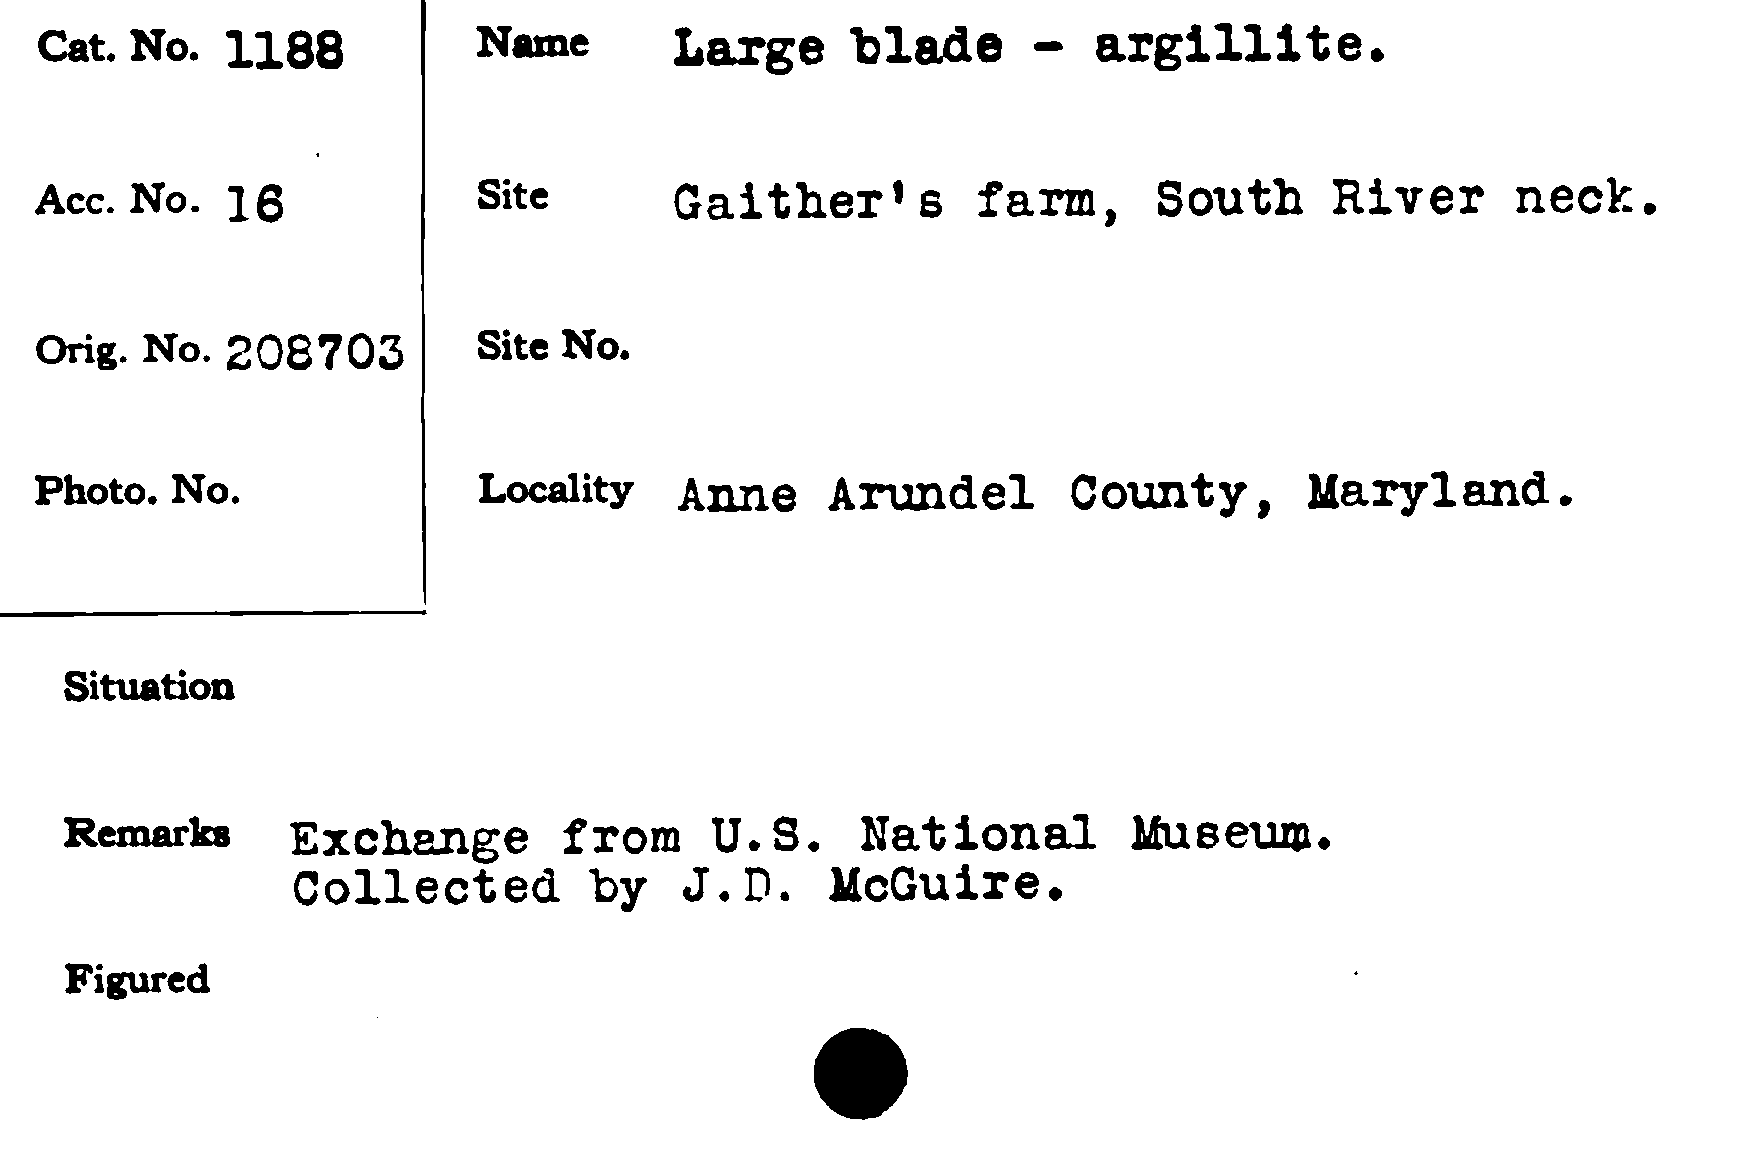 Cat. No. 1188
Name Large blade - argillite.
Acc. No. 16
Site Gaither's farm, South River neck.
Orig. No. 208703
Site No.
Photo. No.
Locality Anne Arundel County, Maryland.
Situation
Remarks Exchange from U.S. National Museum.
Collected by J.D. McGuire.
Figured